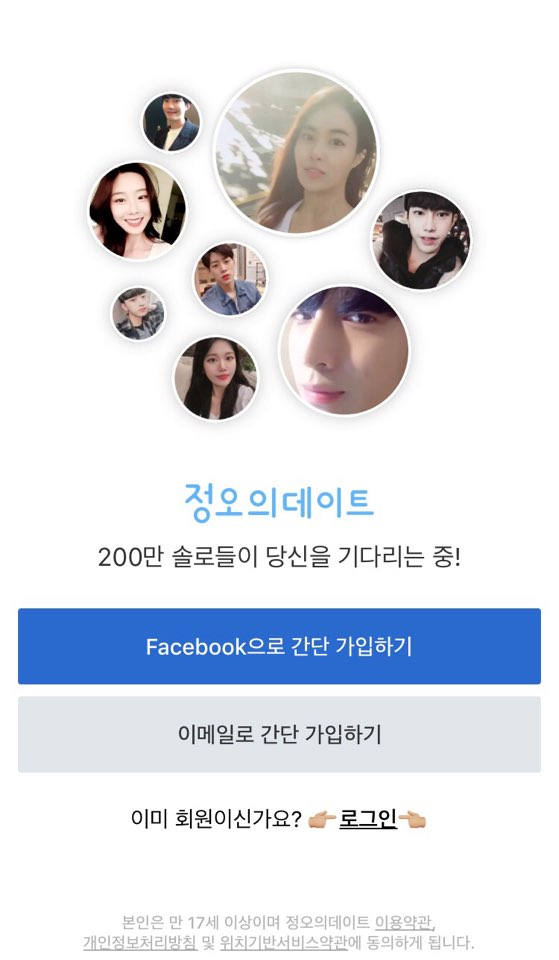 정오의데이트
200만 솔로들이 당신을 기다리는 중!
Facebook으로 간단 가입하기
이메일로 간단 가입하기
이미 회원이신가요? 👉로그인👈
본인은 만 17세 이상이며 정오의데이트 이용약관,
개인정보처리방침 및 위치기반서비스약관에 동의하게 됩니다.